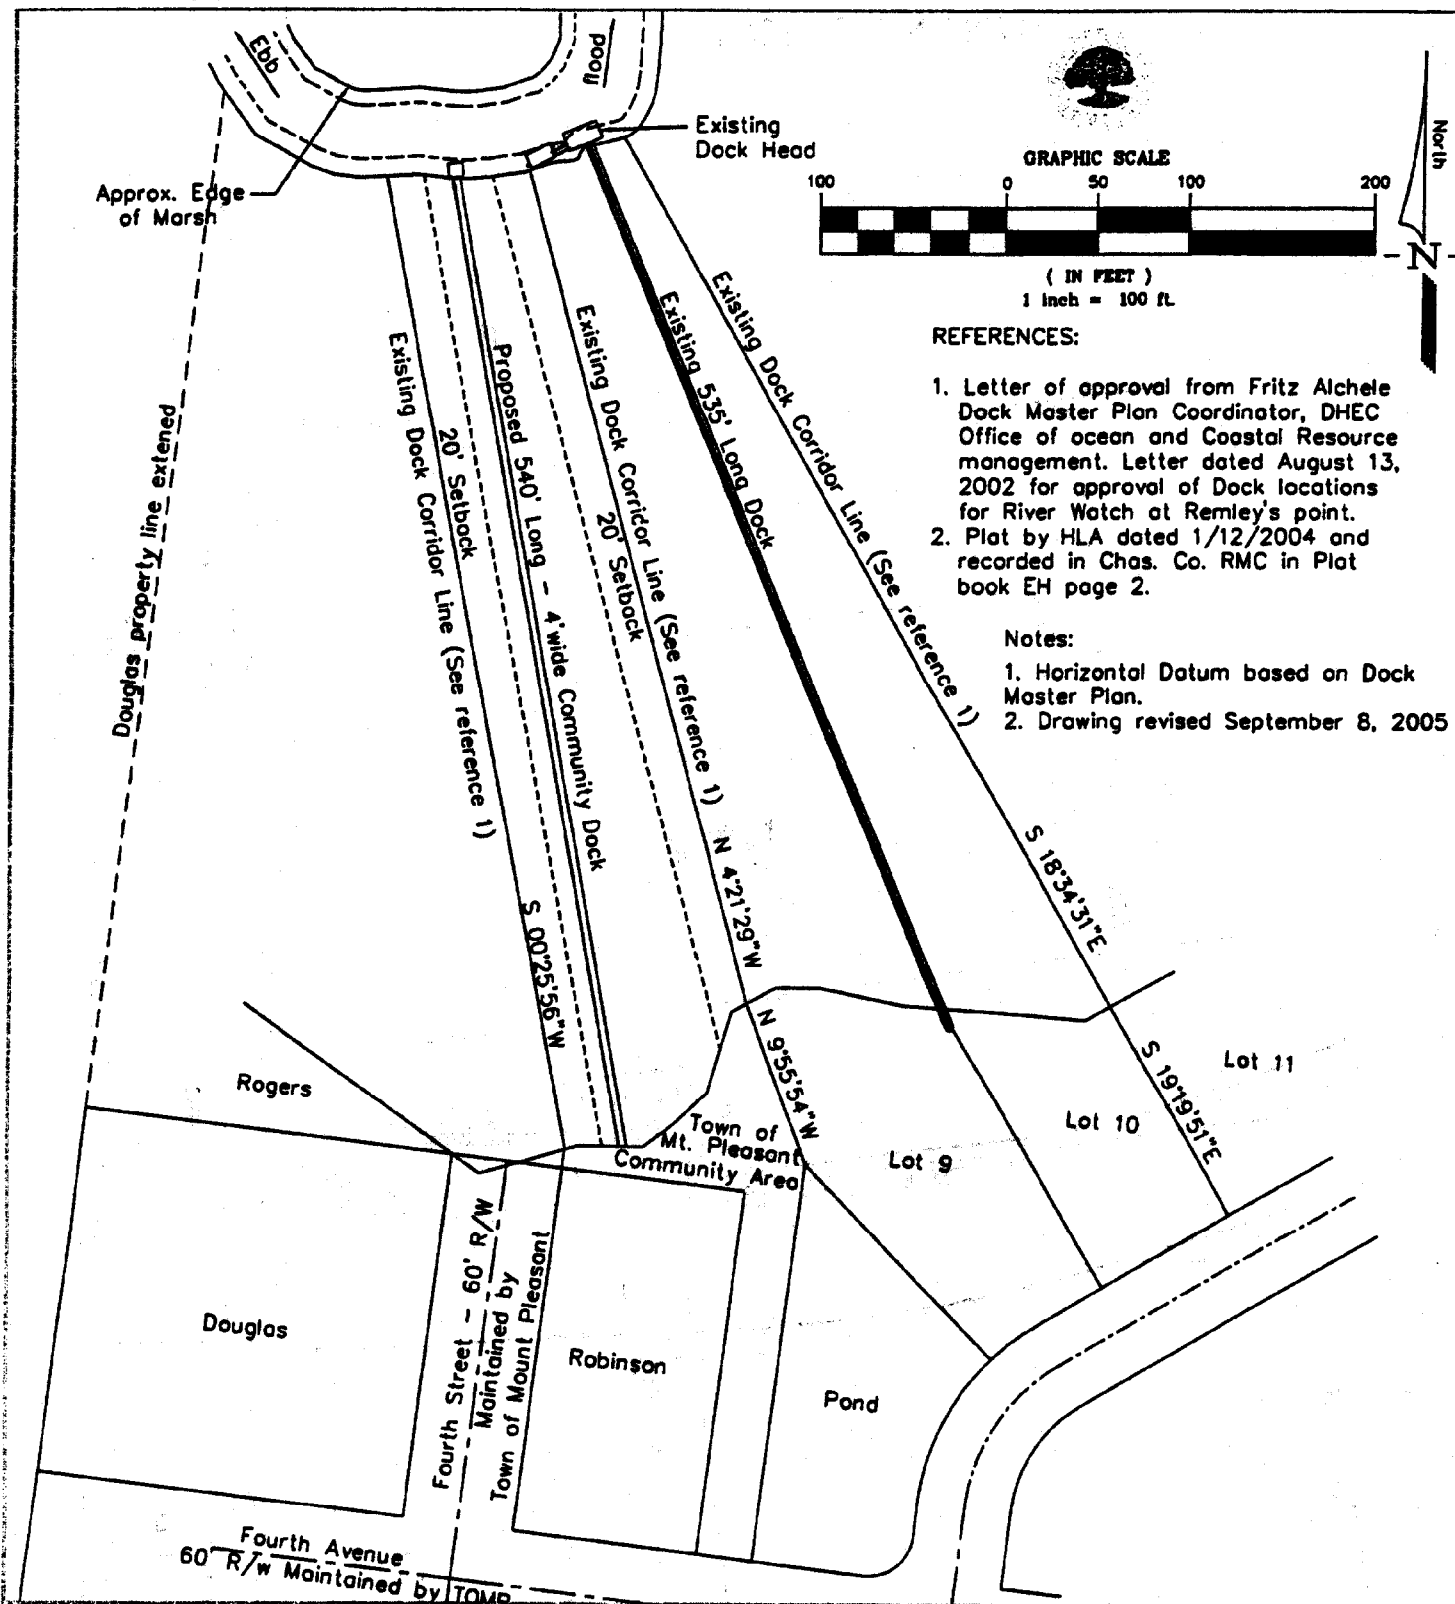 Ebb
flood
Existing
Dock Head
Approx. Edge
of Marsh
GRAPHIC SCALE
100 0 50 100 200
( IN FEET )
1 inch = 100 ft.
North
N
REFERENCES:
1. Letter of approval from Fritz Aichele
Dock Master Plan Coordinator, DHEC
Office of ocean and Coastal Resource
management. Letter dated August 13,
2002 for approval of Dock locations
for River Watch at Remley's point.
2. Plat by HLA dated 1/12/2004 and
recorded in Chas. Co. RMC in Plat
book EH page 2.
Notes:
1. Horizontal Datum based on Dock
Master Plan.
2. Drawing revised September 8, 2005
Douglas property line extened
Existing Dock Corridor Line (See reference 1)
20' Setback
Proposed 540' Long - 4'wide Community Dock
Existing Dock Corridor Line (See reference 1)
20' Setback
Existing 535' Long Dock
Existing Dock Corridor Line (See reference 1)
S 00°25'56"W
N 4°21'29"W
N 9°55'54"W
S 18°34'31"E
S 19°19'51"E
Rogers
Town of
Mt. Pleasant
Community Area
Lot 9
Lot 10
Lot 11
Douglas
Fourth Street - 60' R/W
Maintained by
Town of Mount Pleasant
Robinson
Pond
Fourth Avenue
60' R/w Maintained by TOMP